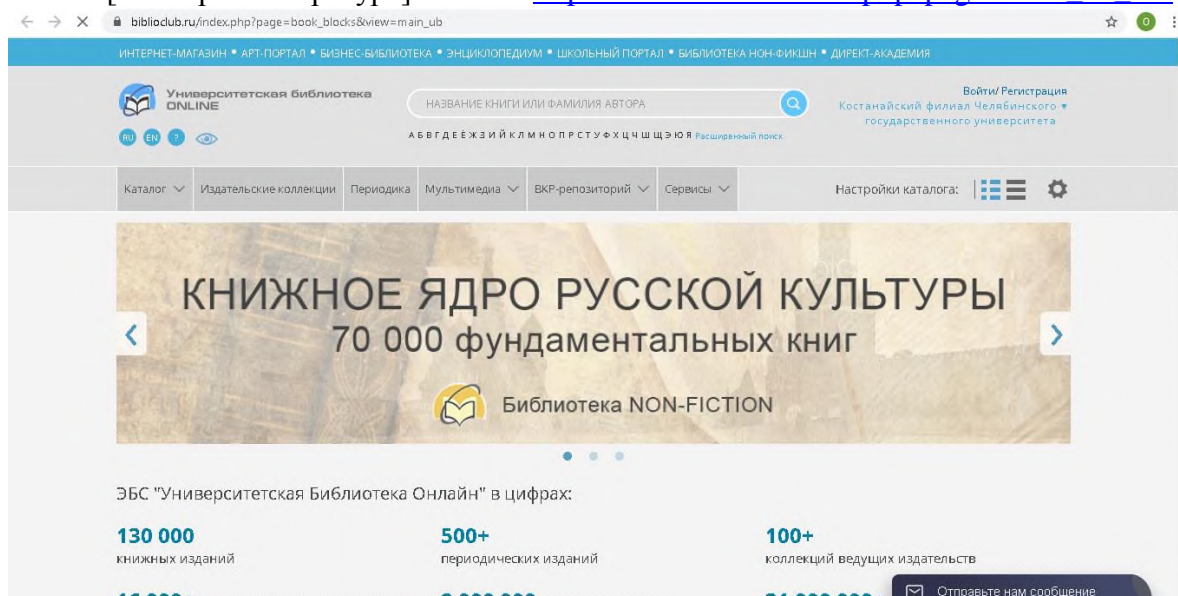 biblioclub.ru/index.php?page=book_blocks&view=main_ub
О
ИНТЕРНЕТ-МАГАЗИН • АРТ-ПОРТАЛ • БИЗНЕС-БИБЛИОТЕКА • ЭНЦИКЛОПЕДИУМ • ШКОЛЬНЫЙ ПОРТАЛ • БИБЛИОТЕКА НОН-ФИКШН • ДИРЕКТ-АКАДЕМИЯ
Университетская библиотека
ONLINE
НАЗВАНИЕ КНИГИ ИЛИ ФАМИЛИЯ АВТОРА
Войти/Регистрация
Костанайский филиал Челябинского
государственного университета
RU EN ?
А Б В Г Д Е Ё Ж З И Й К Л М Н О П Р С Т У Ф Х Ц Ч Ш Щ Э Ю Я Расширенный поиск
Каталог Издательские коллекции Периодика Мультимедиа ВКР-репозиторий Сервисы Настройки каталога:
КНИЖНОЕ ЯДРО РУССКОЙ КУЛЬТУРЫ
70 000 фундаментальных книг
Библиотека NON-FICTION
ЭБС "Университетская Библиотека Онлайн" в цифрах:
130 000 500+ 100+
книжных изданий периодических изданий коллекций ведущих издательств
Отправьте нам сообщение